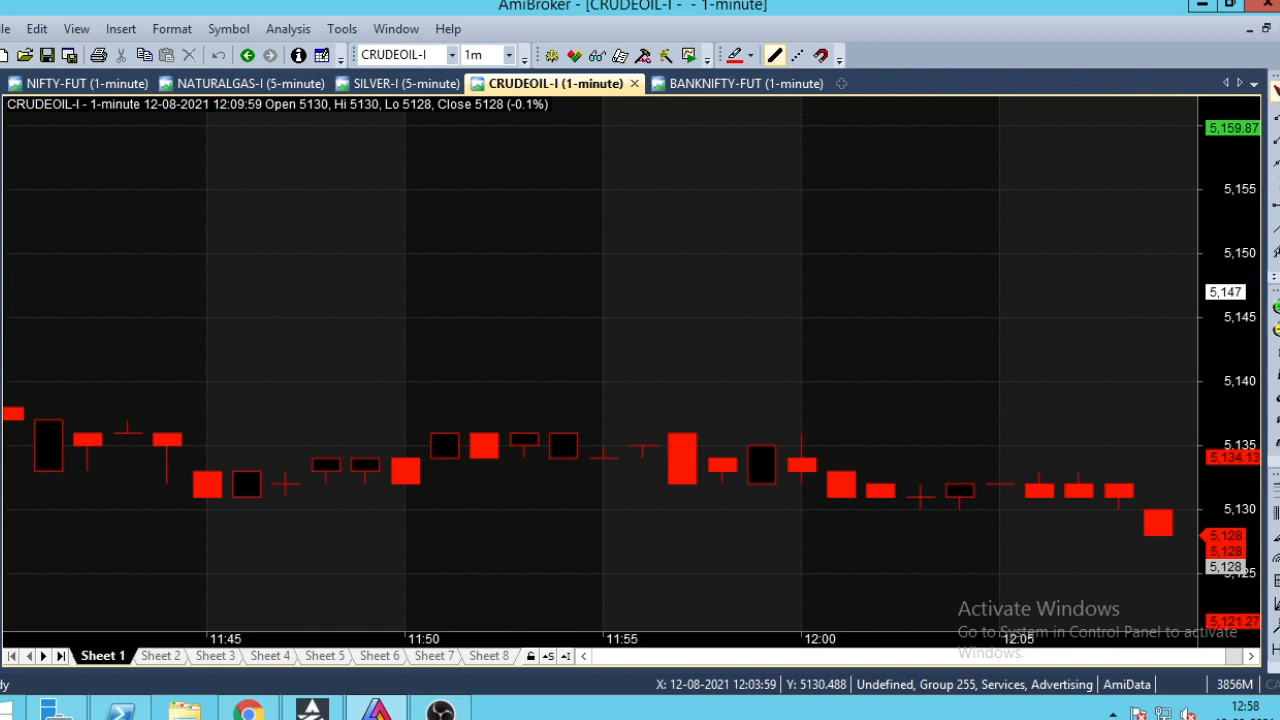 AmiBroker - [CRUDEOIL-I - - 1-minute]
le Edit View Insert Format Symbol Analysis Tools Window Help
CRUDEOIL-I 1m
NIFTY-FUT (1-minute) NATURALGAS-I (5-minute) SILVER-I (5-minute) CRUDEOIL-I (1-minute) BANKNIFTY-FUT (1-minute)
CRUDEOIL-I - 1-minute 12-08-2021 12:09:59 Open 5130, Hi 5130, Lo 5128, Close 5128 (-0.1%)
5,159.87
5,155
5,150
5,147
5,145
5,140
5,135
5,134.13
5,130
5,128
5,128
5,128
5,125
5,121.27
Activate Windows
Go to System in Control Panel to activate
Windows.
11:45 11:50 11:55 12:00 12:05
Sheet 1 Sheet 2 Sheet 3 Sheet 4 Sheet 5 Sheet 6 Sheet 7 Sheet 8
dy X: 12-08-2021 12:03:59 Y: 5130.488 Undefined, Group 255, Services, Advertising AmiData 3856M
12:58